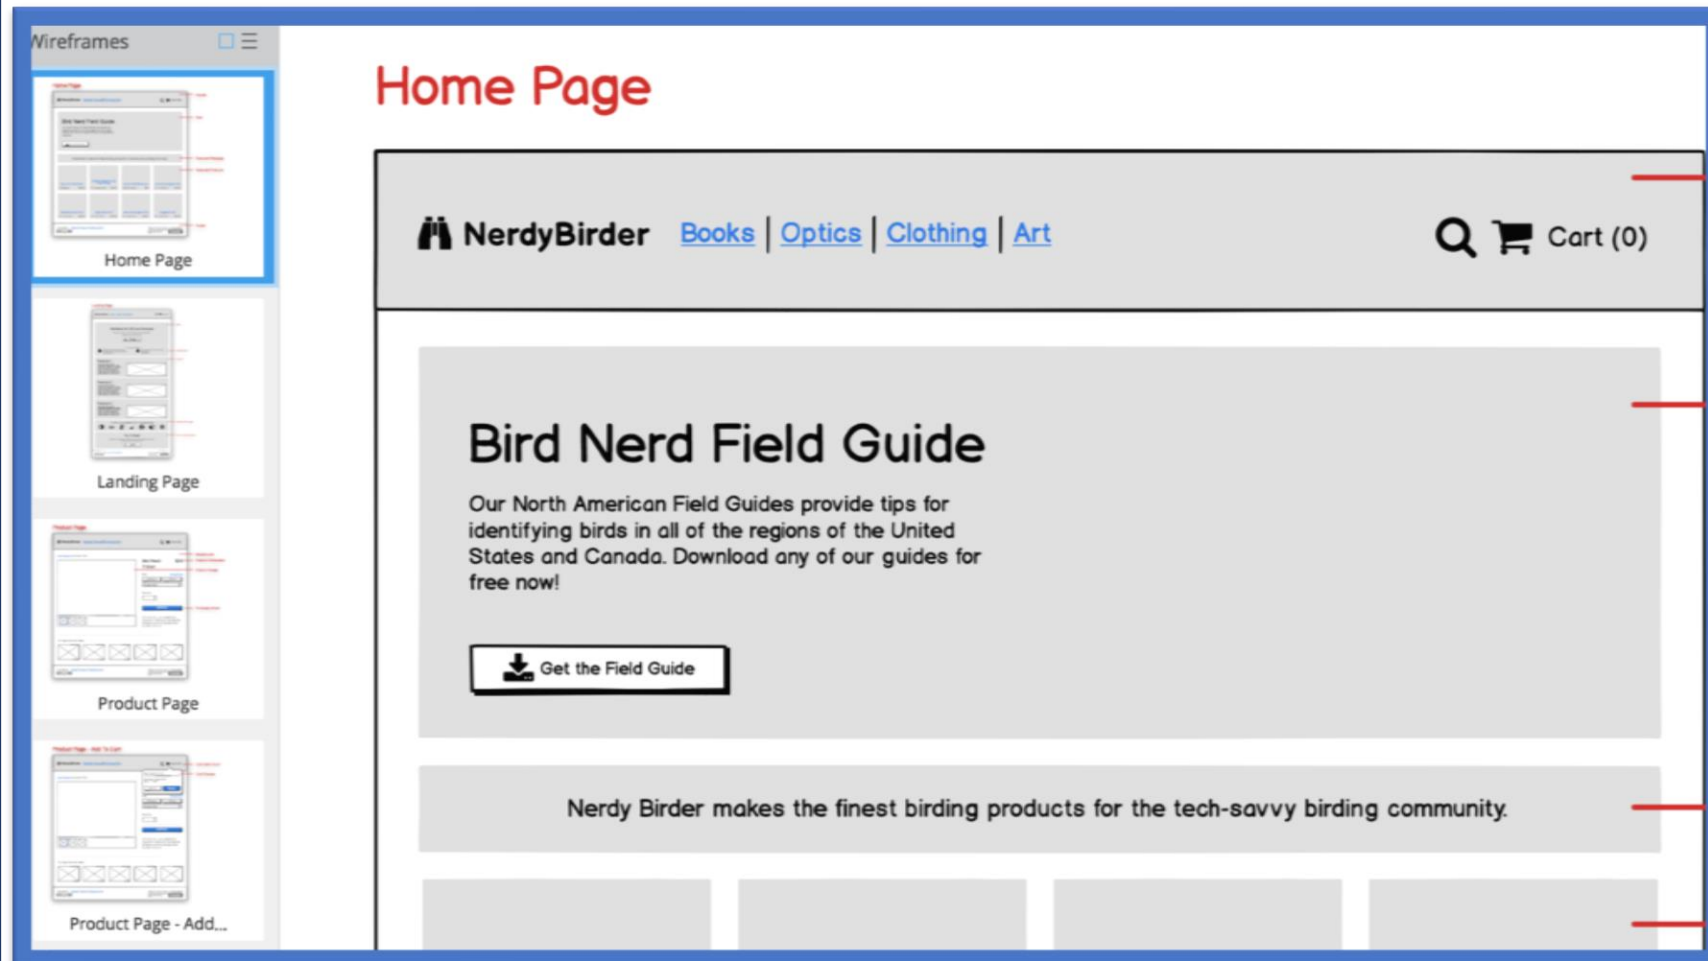 Wireframes
Home Page
Landing Page
Product Page
Product Page - Add...
Home Page
NerdyBirder Books | Optics | Clothing | Art Cart (0)
Bird Nerd Field Guide
Our North American Field Guides provide tips for
identifying birds in all of the regions of the United
States and Canada. Download any of our guides for
free now!
Get the Field Guide
Nerdy Birder makes the finest birding products for the tech-savvy birding community.